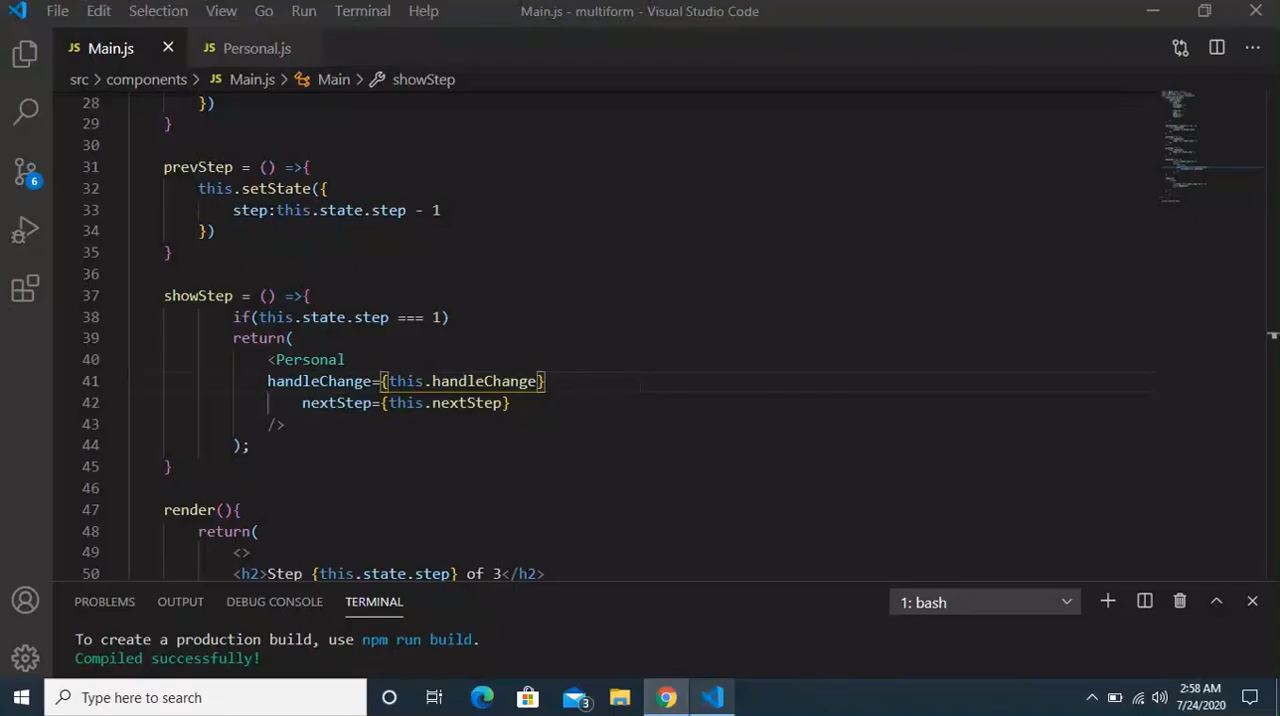 File Edit Selection View Go Run Terminal Help Main.js - multiform - Visual Studio Code
JS Main.js JS Personal.js
src > components > JS Main.js > Main > showStep
28 })
29 }
30
31 prevStep = () =>{
32 this.setState({
33 step:this.state.step - 1
34 })
35 }
36
37 showStep = () =>{
38 if(this.state.step === 1)
39 return(
40 <Personal
41 handleChange={this.handleChange}
42 nextStep={this.nextStep}
43 />
44 );
45 }
46
47 render(){
48 return(
49 <>
50 <h2>Step {this.state.step} of 3</h2>
6
PROBLEMS OUTPUT DEBUG CONSOLE TERMINAL 1: bash
To create a production build, use npm run build.
Compiled successfully!
Type here to search
3
2:58 AM
7/24/2020